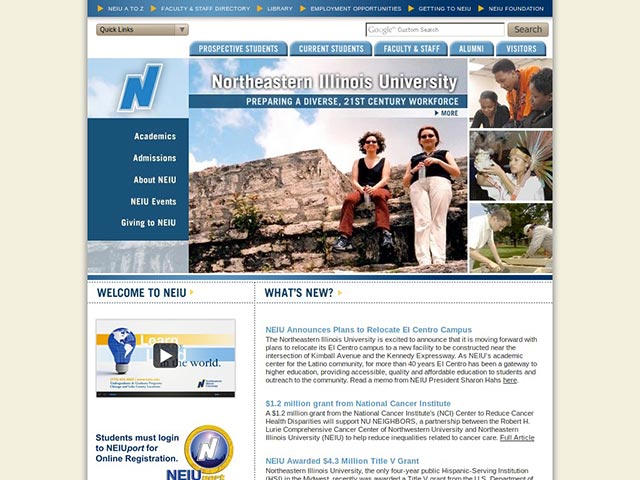 NEIU A TO Z
FACULTY & STAFF DIRECTORY
LIBRARY
EMPLOYMENT OPPORTUNITIES
GETTING TO NEIU
NEIU FOUNDATION
Quick Links
Google Custom Search
Search
PROSPECTIVE STUDENTS
CURRENT STUDENTS
FACULTY & STAFF
ALUMNI
VISITORS
N
Northeastern Illinois University
PREPARING A DIVERSE, 21ST CENTURY WORKFORCE
MORE
Academics
Admissions
About NEIU
NEIU Events
Giving to NEIU
WELCOME TO NEIU
Learn
in the world.
Students must login
to NEIUport for
Online Registration.
NEIU
port
WHAT'S NEW?
NEIU Announces Plans to Relocate El Centro Campus
The Northeastern Illinois University is excited to announce that it is moving forward with
plans to relocate its El Centro campus to a new facility to be constructed near the
intersection of Kimball Avenue and the Kennedy Expressway. As NEIU's academic
center for the Latino community, for more than 40 years El Centro has been a gateway to
higher education, providing accessible, quality and affordable education to students and
outreach to the community. Read a memo from NEIU President Sharon Hahs here.
$1.2 million grant from National Cancer Institute
A $1.2 million grant from the National Cancer Institute's (NCI) Center to Reduce Cancer
Health Disparities will support NU NEIGHBORS, a partnership between the Robert H.
Lurie Comprehensive Cancer Center of Northwestern University and Northeastern
Illinois University (NEIU) to help reduce inequalities related to cancer care. Full Article
NEIU Awarded $4.3 Million Title V Grant
Northeastern Illinois University, the only four-year public Hispanic-Serving Institution
(HSI) in the Midwest, recently was awarded a Title V grant from the U.S. Department of